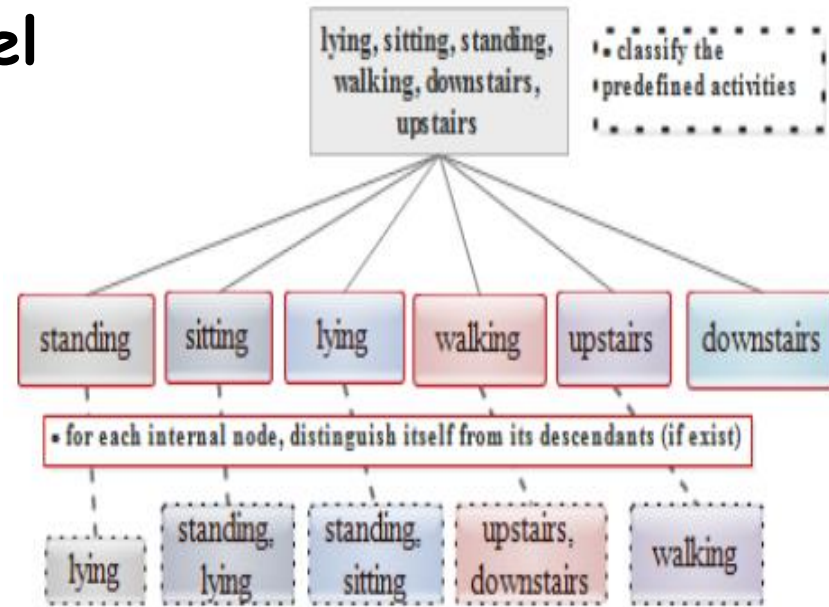 el
lying, sitting, standing,
walking, downstairs,
upstairs
▪ classify the
predefined activities
standing
sitting
lying
walking
upstairs
downstairs
▪ for each internal node, distinguish itself from its descendants (if exist)
lying
standing,
lying
standing,
sitting
upstairs,
downstairs
walking